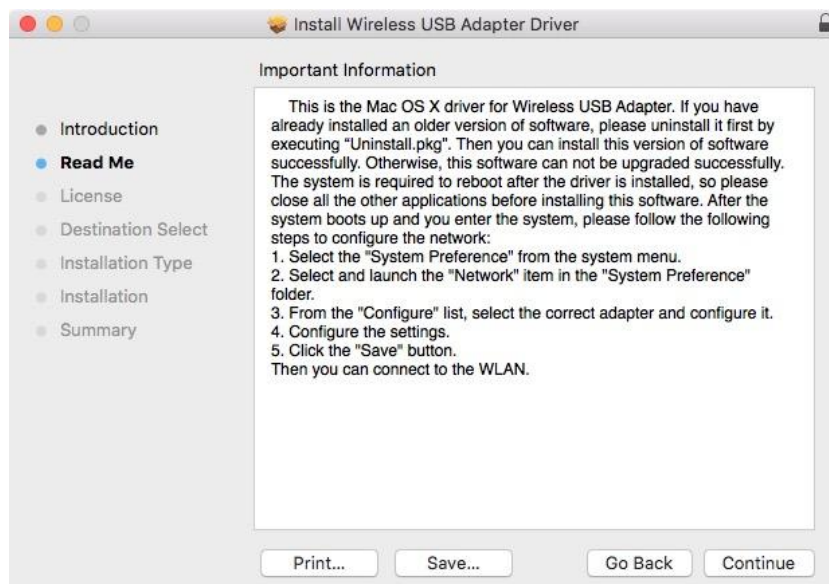 Install Wireless USB Adapter Driver
Important Information
Introduction
Read Me
License
Destination Select
Installation Type
Installation
Summary
This is the Mac OS X driver for Wireless USB Adapter. If you have
already installed an older version of software, please uninstall it first by
executing “Uninstall.pkg”. Then you can install this version of software
successfully. Otherwise, this software can not be upgraded successfully.
The system is required to reboot after the driver is installed, so please
close all the other applications before installing this software. After the
system boots up and you enter the system, please follow the following
steps to configure the network:
1. Select the "System Preference" from the system menu.
2. Select and launch the "Network" item in the "System Preference"
folder.
3. From the "Configure" list, select the correct adapter and configure it.
4. Configure the settings.
5. Click the "Save" button.
Then you can connect to the WLAN.
Print... Save... Go Back Continue